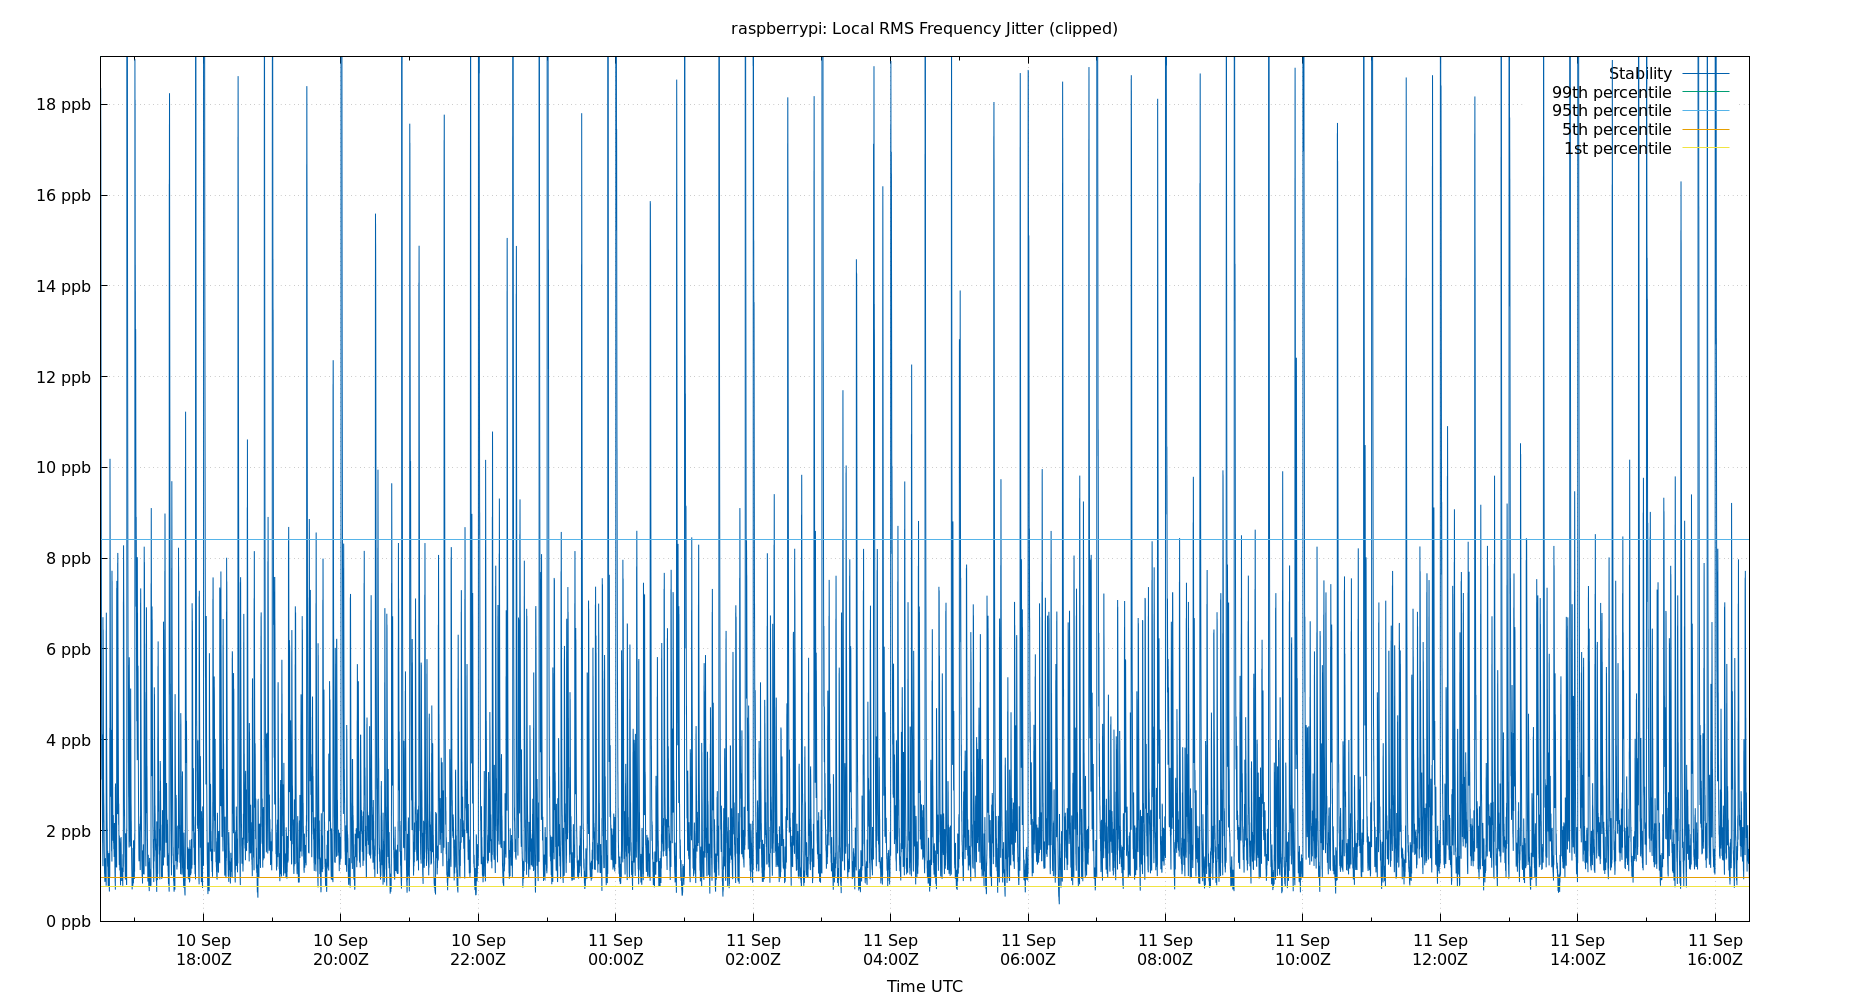 raspberrypi: Local RMS Frequency Jitter (clipped)
Stability
99th percentile
95th percentile
5th percentile
1st percentile
18 ppb
16 ppb
14 ppb
12 ppb
10 ppb
8 ppb
6 ppb
4 ppb
2 ppb
0 ppb
10 Sep 10 Sep 10 Sep 11 Sep 11 Sep 11 Sep 11 Sep 11 Sep 11 Sep 11 Sep 11 Sep 11 Sep
18:00Z 20:00Z 22:00Z 00:00Z 02:00Z 04:00Z 06:00Z 08:00Z 10:00Z 12:00Z 14:00Z 16:00Z
Time UTC